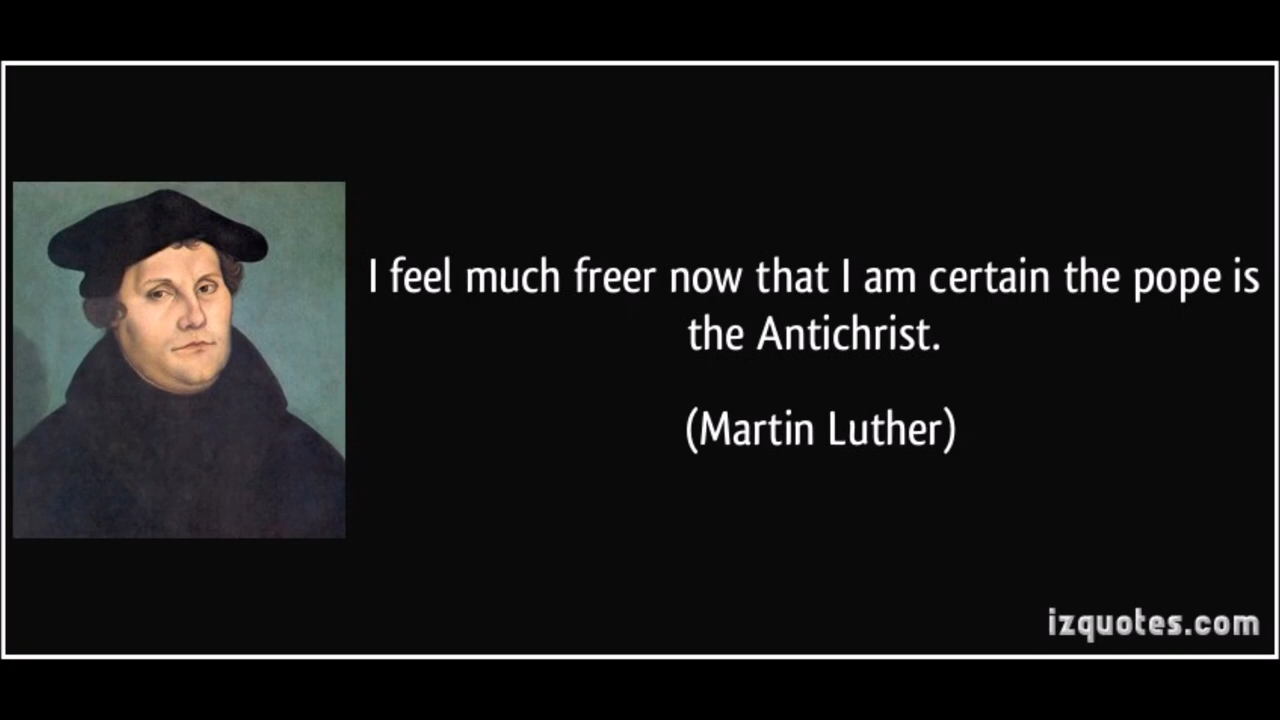 I feel much freer now that I am certain the pope is
the Antichrist.
(Martin Luther)
izquotes.com